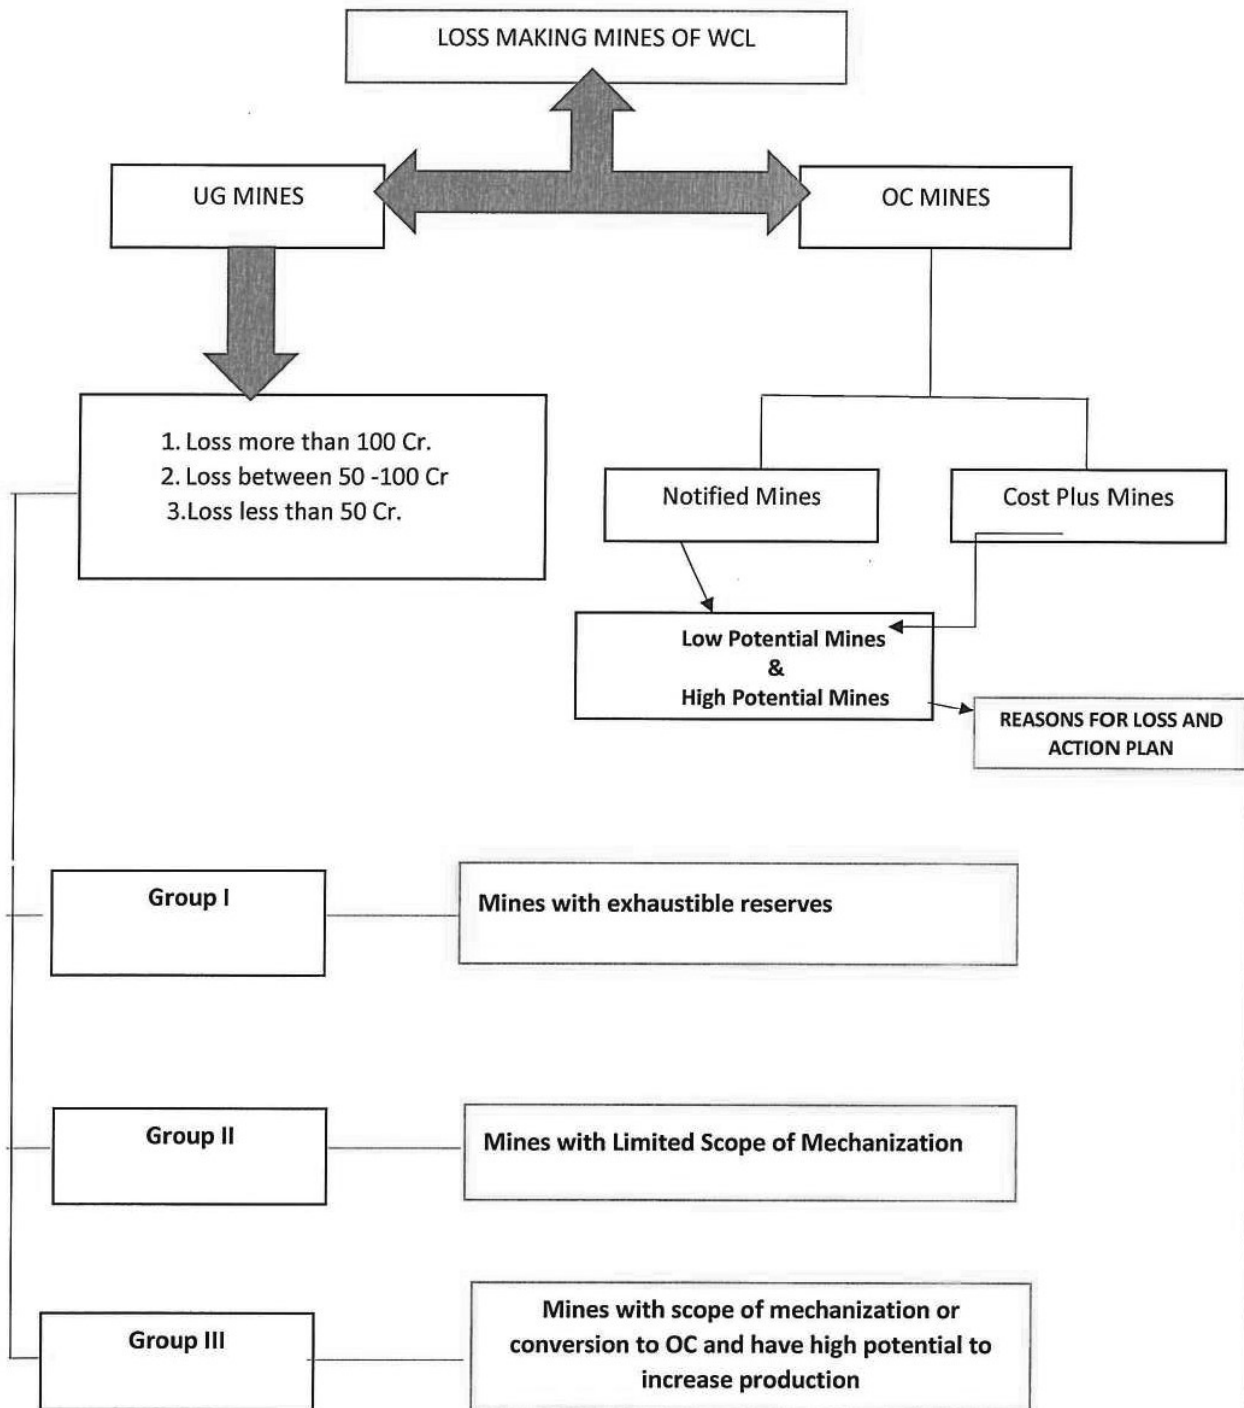 LOSS MAKING MINES OF WCL
UG MINES
OC MINES
1. Loss more than 100 Cr.
2. Loss between 50 -100 Cr
3.Loss less than 50 Cr.
Notified Mines
Cost Plus Mines
Low Potential Mines
&
High Potential Mines
REASONS FOR LOSS AND
ACTION PLAN
Group I
Mines with exhaustible reserves
Group II
Mines with Limited Scope of Mechanization
Group III
Mines with scope of mechanization or
conversion to OC and have high potential to
increase production